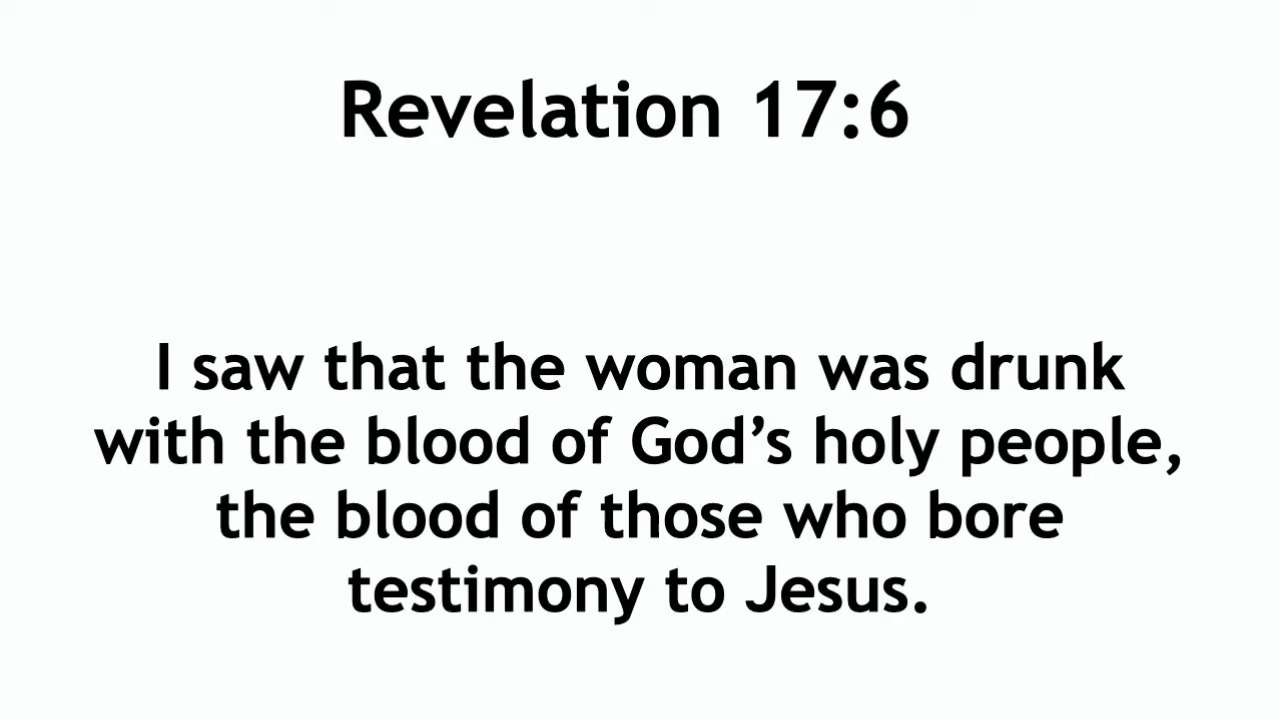 Revelation 17:6
I saw that the woman was drunk
with the blood of God’s holy people,
the blood of those who bore
testimony to Jesus.